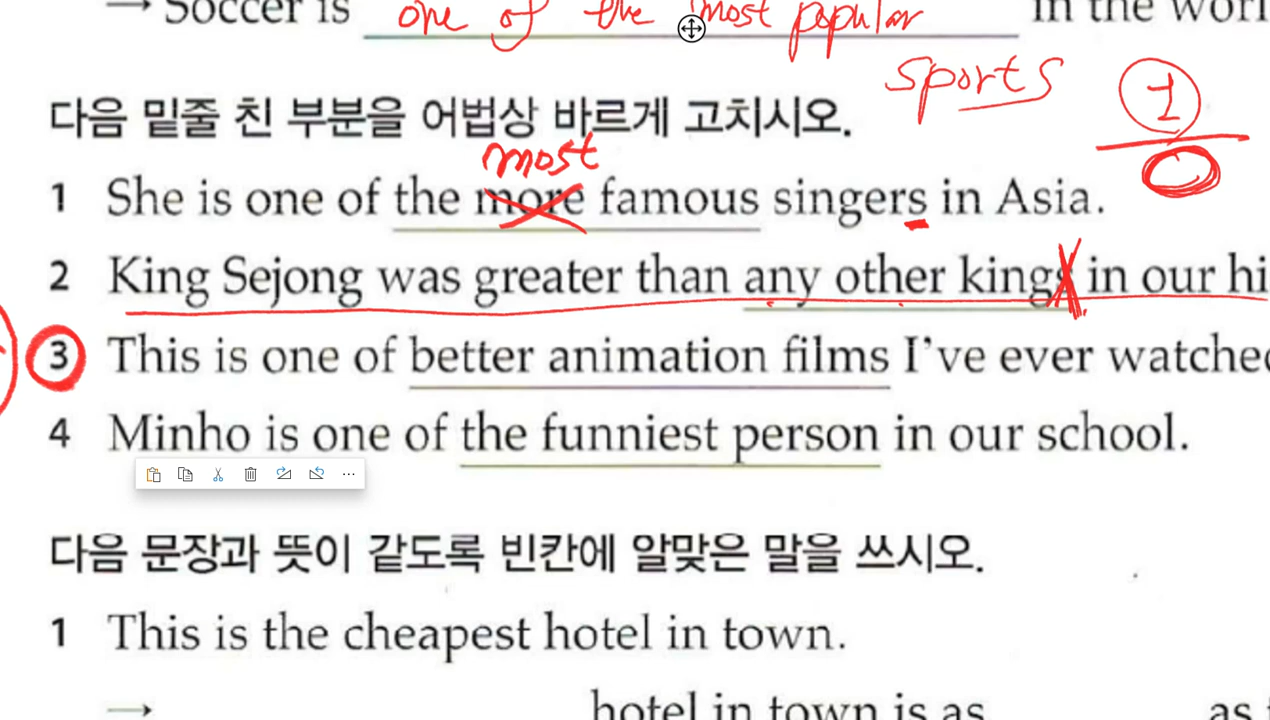 → Soccer is one of the most popular in the worl
sports 1
다음 밑줄 친 부분을 어법상 바르게 고치시오.
most
1 She is one of the more famous singers in Asia.
2 King Sejong was greater than any other kings in our hi
3 This is one of better animation films I've ever watched
4 Minho is one of the funniest person in our school.
다음 문장과 뜻이 같도록 빈칸에 알맞은 말을 쓰시오.
1 This is the cheapest hotel in town.
→ hotel in town is as as